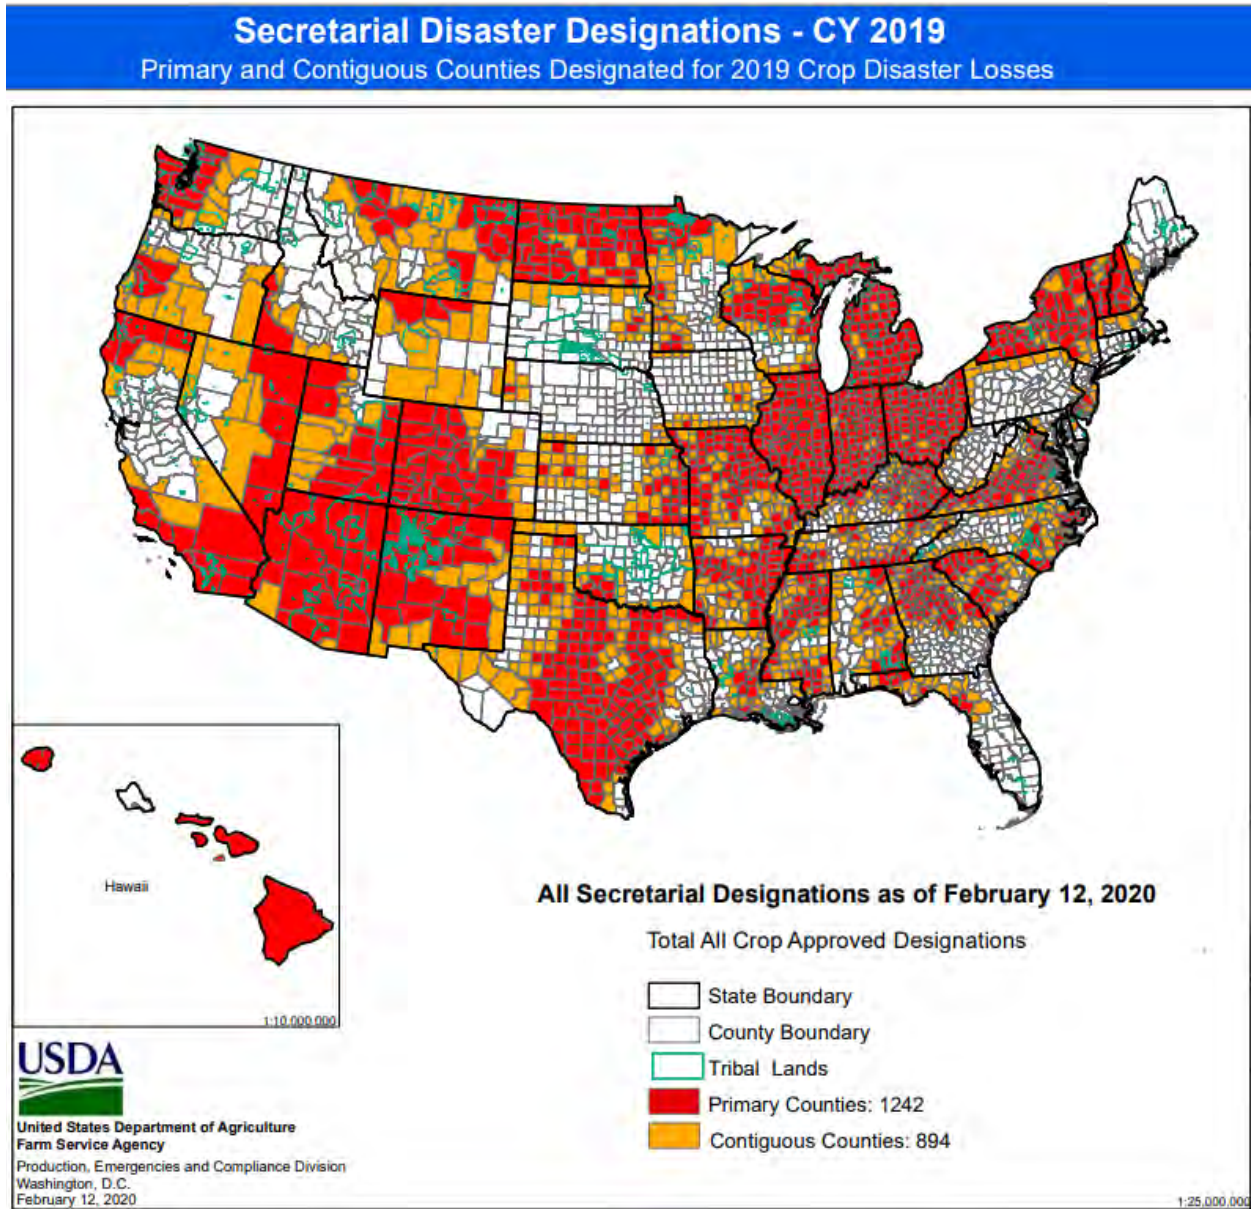 Secretarial Disaster Designations - CY 2019
Primary and Contiguous Counties Designated for 2019 Crop Disaster Losses
Hawaii
1:10,000,000
All Secretarial Designations as of February 12, 2020
Total All Crop Approved Designations
State Boundary
County Boundary
Tribal Lands
Primary Counties: 1242
Contiguous Counties: 894
USDA
United States Department of Agriculture
Farm Service Agency
Production, Emergencies and Compliance Division
Washington, D.C.
February 12, 2020
1:25,000,000